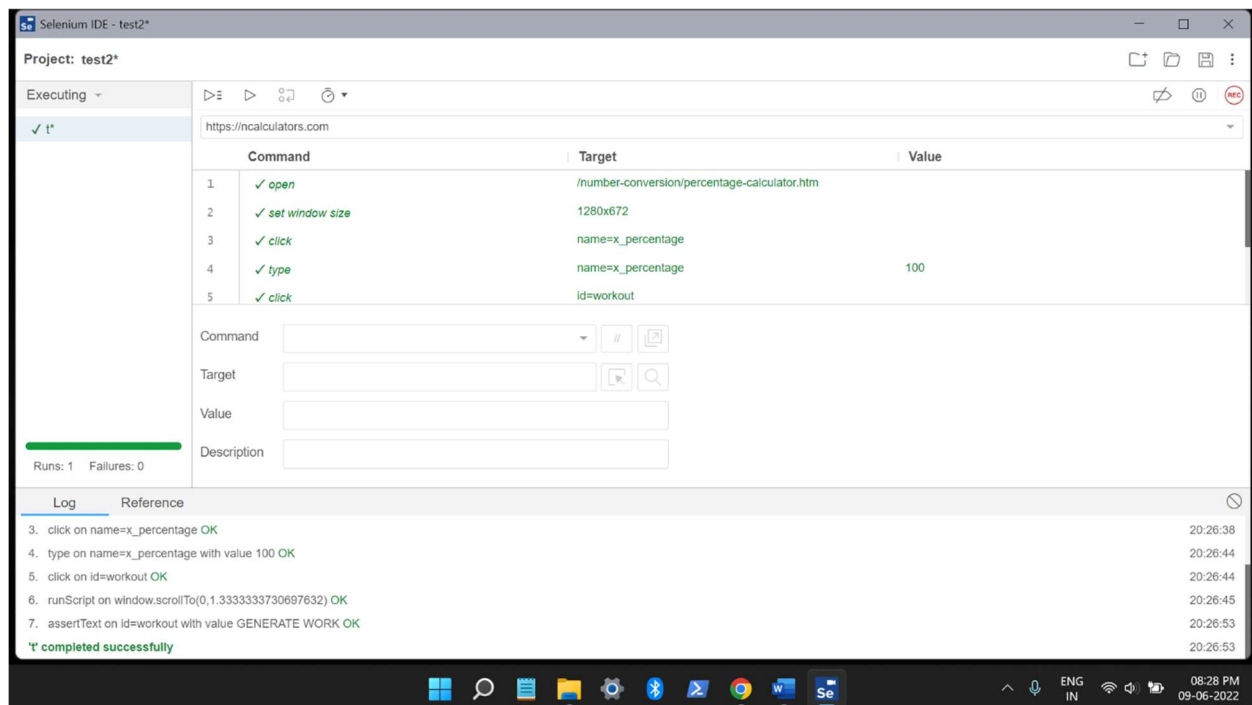 Se Selenium IDE - test2*
Project: test2*
Executing
REC
✓ t*
https://ncalculators.com
Command Target Value
1 ✓ open /number-conversion/percentage-calculator.htm
2 ✓ set window size 1280x672
3 ✓ click name=x_percentage
4 ✓ type name=x_percentage 100
5 ✓ click id=workout
Command //
Target
Value
Description
Runs: 1 Failures: 0
Log Reference
3. click on name=x_percentage OK 20:26:38
4. type on name=x_percentage with value 100 OK 20:26:44
5. click on id=workout OK 20:26:44
6. runScript on window.scrollTo(0,1.3333333730697632) OK 20:26:45
7. assertText on id=workout with value GENERATE WORK OK 20:26:53
't' completed successfully 20:26:53
W Se ENG 08:28 PM
IN 09-06-2022